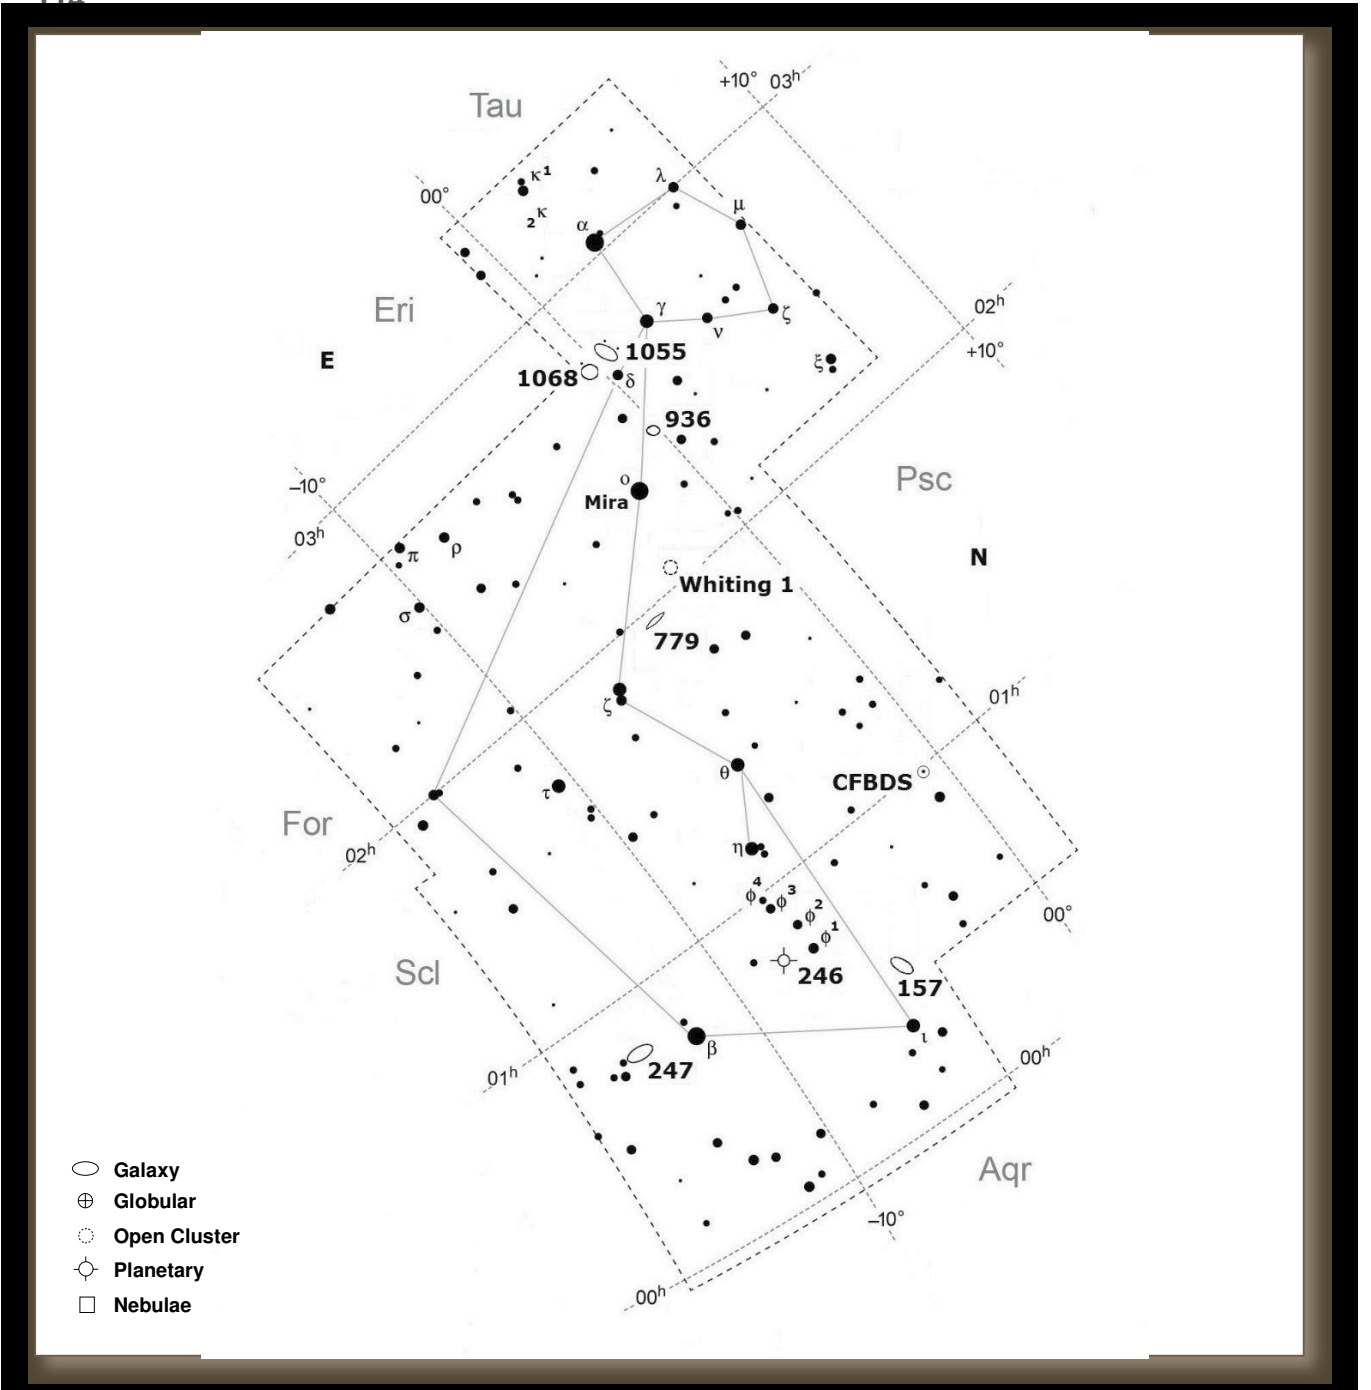 +10° 03ʰ
Tau
κ¹
00°
λ
₂κ
μ
α
Eri
02ʰ
γ
ν
ζ
+10°
E
1055
ξ
1068
δ
936
Psc
ο
–10°
Mira
03ʰ
π
ρ
N
Whiting 1
σ
779
01ʰ
ζ
θ
CFBDS
τ
For
02ʰ
η
ϕ⁴
ϕ³
ϕ²
00°
ϕ¹
Scl
246
157
ι
β
00ʰ
247
01ʰ
Aqr
–10°
00ʰ
Galaxy
Globular
Open Cluster
Planetary
Nebulae